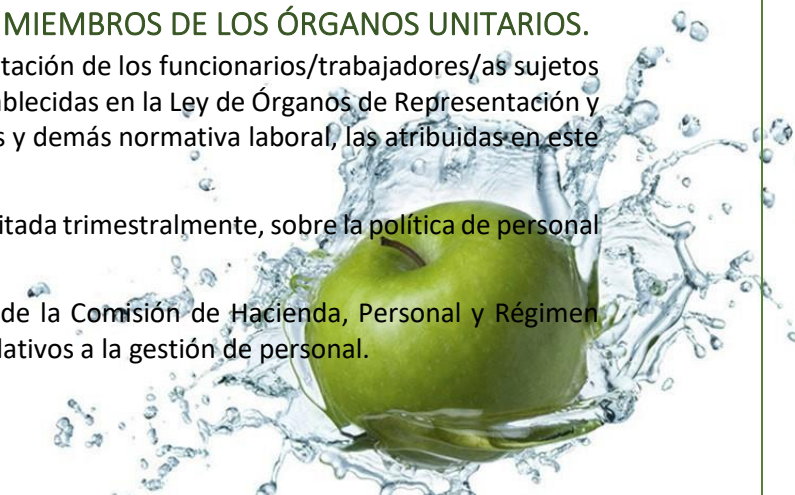 MIEMBROS DE LOS ÓRGANOS UNITARIOS.
tación de los funcionarios/trabajadores/as sujetos
blecidas en la Ley de Órganos de Representación y
s y demás normativa laboral, las atribuidas en este
itada trimestralmente, sobre la política de personal
de la Comisión de Hacienda, Personal y Régimen
lativos a la gestión de personal.